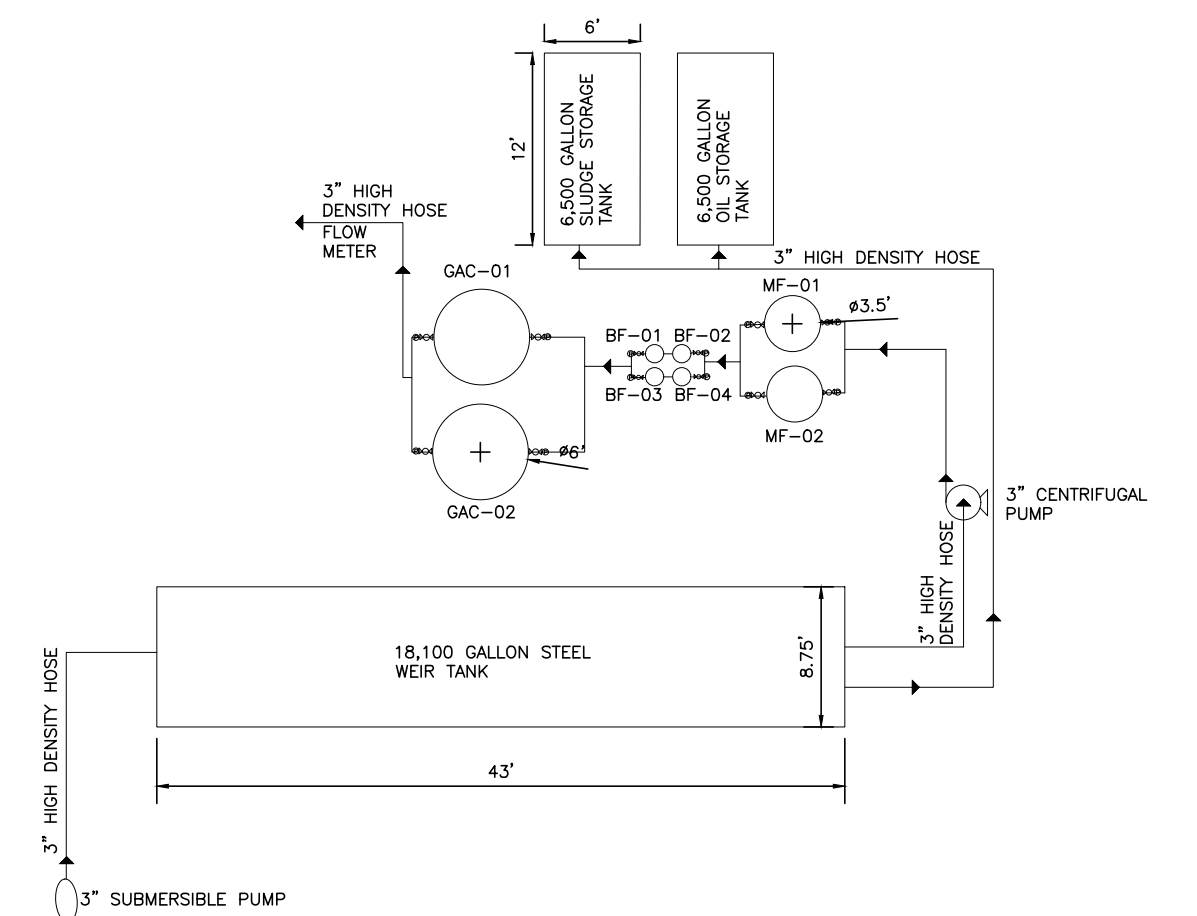 6'
12'
6,500 GALLON
SLUDGE STORAGE
TANK
6,500 GALLON
OIL STORAGE
TANK
3" HIGH
DENSITY HOSE
FLOW
METER
3" HIGH DENSITY HOSE
GAC-01
MF-01
ø3.5'
BF-01 BF-02
BF-03 BF-04
MF-02
ø6'
GAC-02
3" CENTRIFUGAL
PUMP
3" HIGH
DENSITY HOSE
18,100 GALLON STEEL
WEIR TANK
8.75'
43'
3" HIGH DENSITY HOSE
3" SUBMERSIBLE PUMP